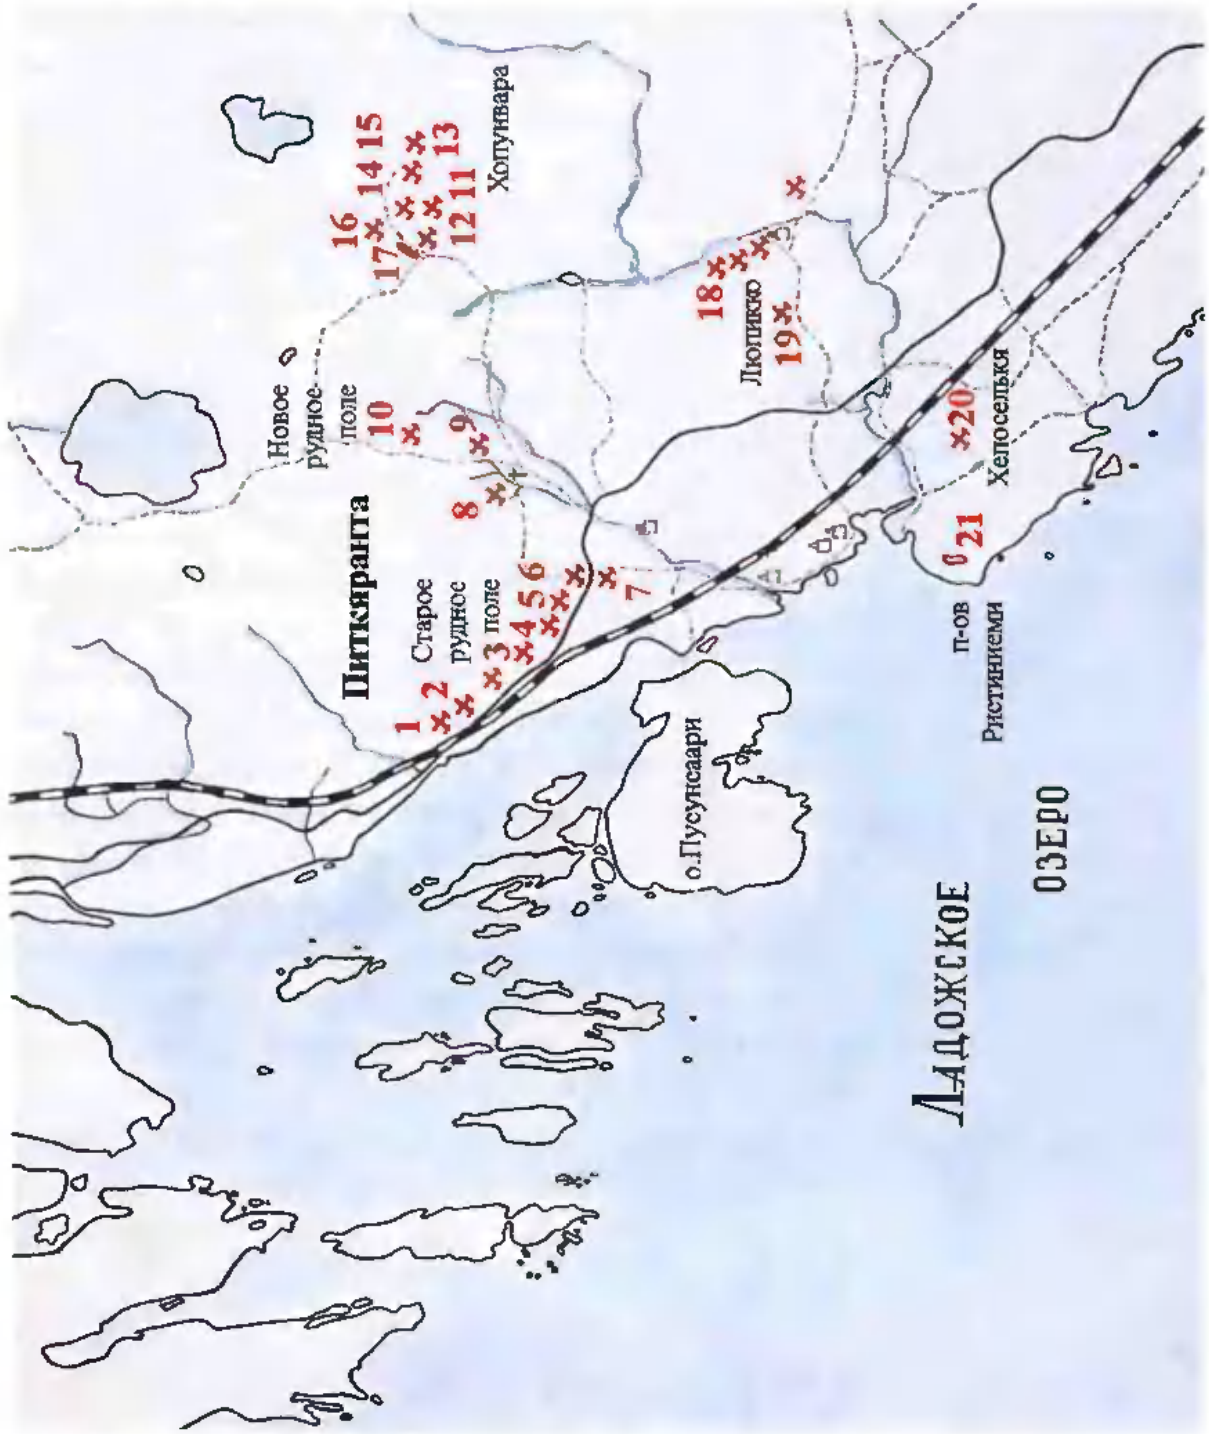 Новое
рудное
поле
16
14 15
17
12 11 13
Хопунвара
10
9
8
Питкяранта
Старое
рудное
поле
1
2
3
4
5
6
7
18
Люпикко
19
20
Хепоселькя
21
п-ов
Ристиниеми
о.Пусунсаари
ЛАДОЖСКОЕ
ОЗЕРО